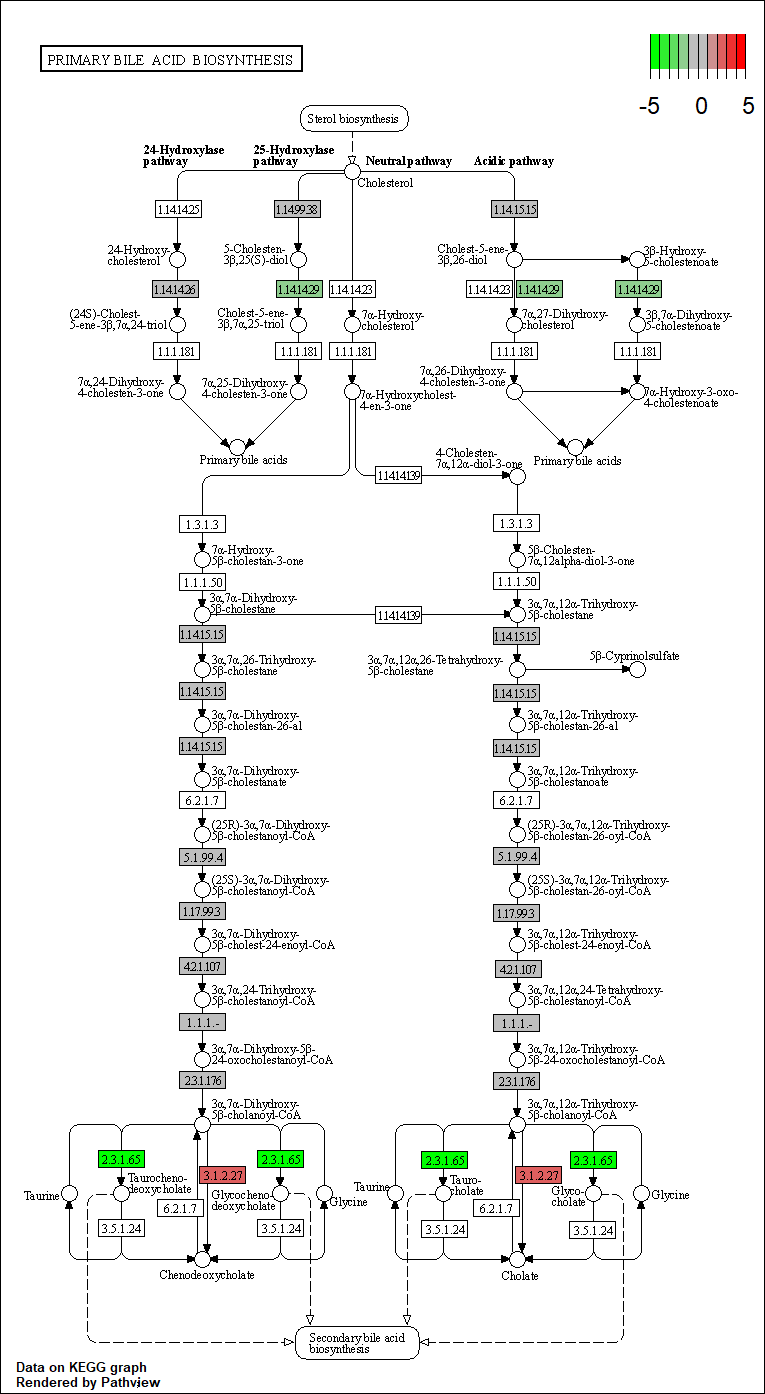 PRIMARY BILE ACID BIOSYNTHESIS
-5 0 5
Sterol biosynthesis
24-Hydroxylase
pathway
25-Hydroxylase
pathway
Neutral pathway
Acidic pathway
Cholesterol
1.14.14.25
1.14.99.38
1.14.15.15
24-Hydroxy-
cholesterol
5-Cholesten-
3β,25(S)-diol
Cholest-5-ene-
3β,26-diol
3β-Hydroxy-
5-cholestenoate
1.14.14.26
1.14.14.29
1.14.14.23
1.14.14.23
1.14.14.29
1.14.14.29
(24S)-Cholest-
5-ene-3β,7α,24-triol
Cholest-5-ene-
3β,7α,25-triol
7α-Hydroxy-
cholesterol
7α,27-Dihydroxy-
cholesterol
3β,7α-Dihydroxy-
5-cholestenoate
1.1.1.181
1.1.1.181
1.1.1.181
1.1.1.181
1.1.1.181
7α,24-Dihydroxy-
4-cholesten-3-one
7α,25-Dihydroxy-
4-cholesten-3-one
7α-Hydroxycholest-
4-en-3-one
7α,26-Dihydroxy-
4-cholesten-3-one
7α-Hydroxy-3-oxo-
4-cholestenoate
Primary bile acids
Primary bile acids
4-Cholesten-
7α,12α-diol-3-one
1.14.14.139
1.3.1.3
1.3.1.3
7α-Hydroxy-
5β-cholestan-3-one
5β-Cholesten-
7α,12alpha-diol-3-one
1.1.1.50
1.1.1.50
3α,7α-Dihydroxy-
5β-cholestane
1.14.14.139
3α,7α,12α-Trihydroxy-
5β-cholestane
1.14.15.15
1.14.15.15
3α,7α,26-Trihydroxy-
5β-cholestane
3α,7α,12α,26-Tetrahydroxy-
5β-cholestane
5β-Cyprinolsulfate
1.14.15.15
1.14.15.15
3α,7α-Dihydroxy-
5β-cholestan-26-al
3α,7α,12α-Trihydroxy-
5β-cholestan-26-al
1.14.15.15
1.14.15.15
3α,7α-Dihydroxy-
5β-cholestanate
3α,7α,12α-Trihydroxy-
5β-cholestanoate
6.2.1.7
6.2.1.7
(25R)-3α,7α-Dihydroxy-
5β-cholestanoyl-CoA
(25R)-3α,7α,12α-Trihydroxy-
5β-cholestan-26-oyl-CoA
5.1.99.4
5.1.99.4
(25S)-3α,7α-Dihydroxy-
5β-cholestanoyl-CoA
(25S)-3α,7α,12α-Trihydroxy-
5β-cholestan-26-oyl-CoA
1.17.99.3
1.17.99.3
3α,7α-Dihydroxy-
5β-cholest-24-enoyl-CoA
3α,7α,12α-Trihydroxy-
5β-cholest-24-enoyl-CoA
4.2.1.107
4.2.1.107
3α,7α,24-Trihydroxy-
5β-cholestanoyl-CoA
3α,7α,12α,24-Tetrahydroxy-
5β-cholestanoyl-CoA
1.1.1.-
1.1.1.-
3α,7α-Dihydroxy-5β-
24-oxocholestanoyl-CoA
3α,7α,12α-Trihydroxy-
5β-24-oxocholestanoyl-CoA
2.3.1.176
2.3.1.176
3α,7α-Dihydroxy-
5β-cholanoyl-CoA
3α,7α,12α-Trihydroxy-
5β-cholanoyl-CoA
2.3.1.65
3.1.2.27
2.3.1.65
2.3.1.65
3.1.2.27
2.3.1.65
Taurine
Taurocheno-
deoxycholate
Glycocheno-
deoxycholate
Glycine
Taurine
Tauro-
cholate
Glyco-
cholate
Glycine
3.5.1.24
6.2.1.7
3.5.1.24
3.5.1.24
6.2.1.7
3.5.1.24
Chenodeoxycholate
Cholate
Secondary bile acid
biosynthesis
Data on KEGG graph
Rendered by Pathview